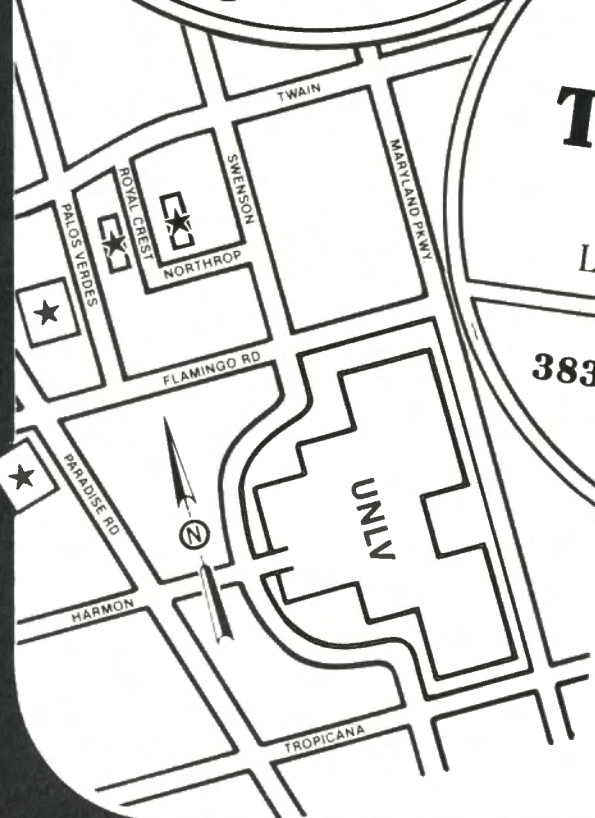 TWAIN
T
MARYLAND PKWY.
SWENSON
ROYAL CREST
PALOS VERDES
NORTHROP
L
FLAMINGO RD
383
PARADISE RD
UNLV
N
HARMON
TROPICANA